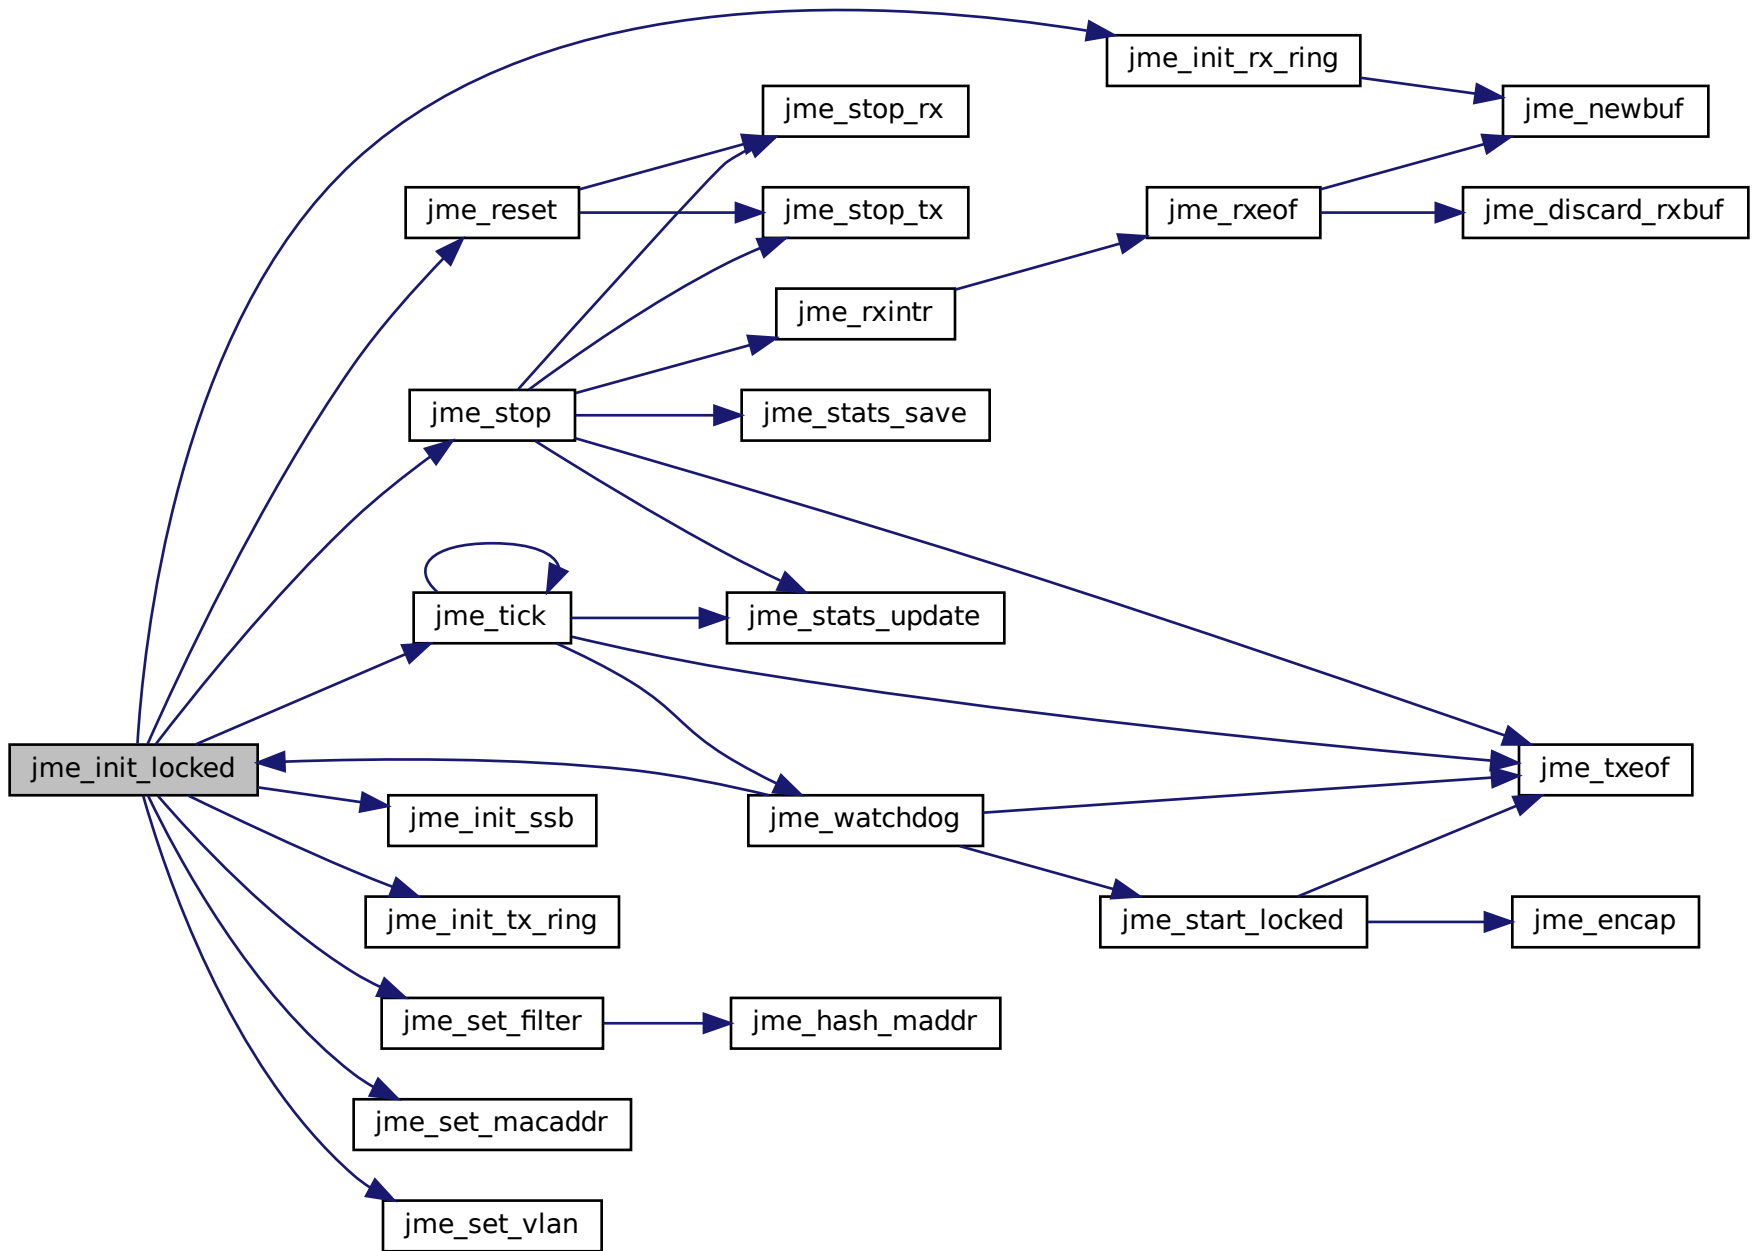 jme_init_rx_ring
jme_stop_rx
jme_newbuf
jme_reset
jme_stop_tx
jme_rxeof
jme_discard_rxbuf
jme_rxintr
jme_stop
jme_stats_save
jme_tick
jme_stats_update
jme_init_locked
jme_txeof
jme_init_ssb
jme_watchdog
jme_init_tx_ring
jme_start_locked
jme_encap
jme_set_filter
jme_hash_maddr
jme_set_macaddr
jme_set_vlan